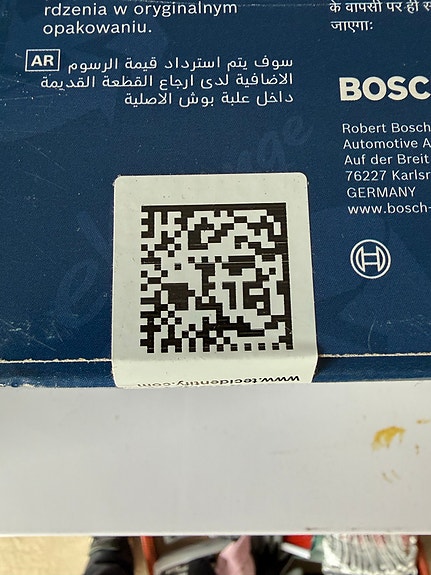 rdzenia w oryginalnym
opakowaniu.
AR
سوف يتم استرداد قيمة الرسوم
الاضافية لدى ارجاع القطعة القديمة
داخل علبة بوش الاصلية
के वापसी पर ही
जाएगा:
BOSC
Robert Bosch
Automotive A
Auf der Breit
76227 Karlsr
GERMANY
www.bosch-
www.tecidentify.com